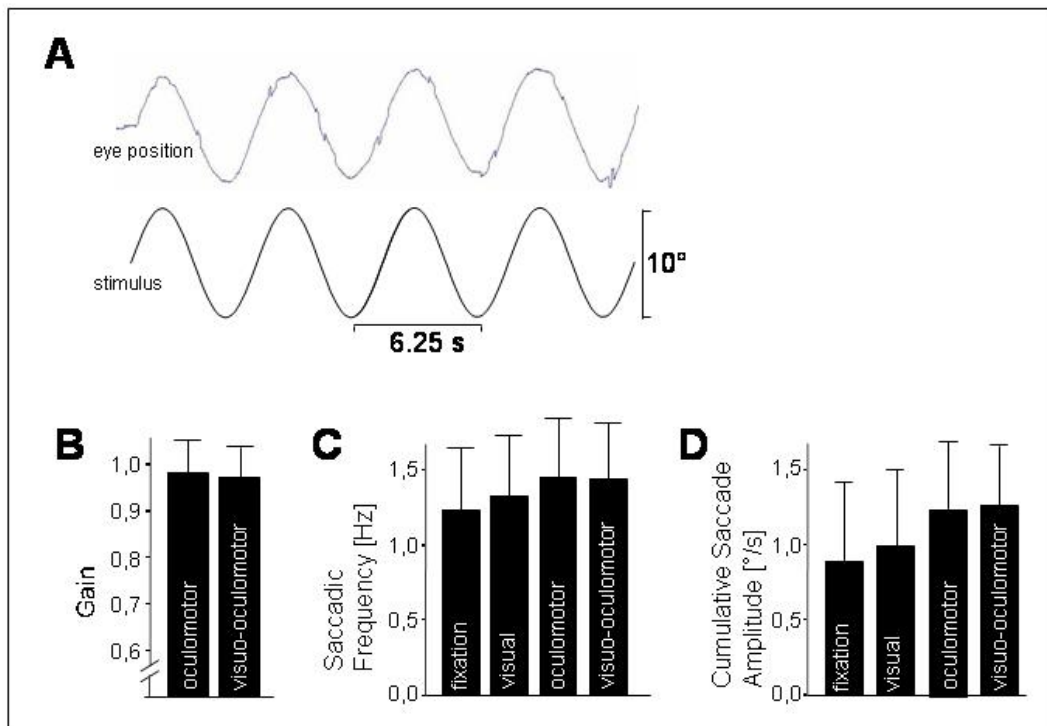 A
eye position
stimulus
10°
6.25 s
B
Gain
1,0
0,9
0,8
0,7
0,6
oculomotor
visuo-oculomotor
C
Saccadic
Frequency [Hz]
1,5
1,0
0,5
0,0
fixation
visual
oculomotor
visuo-oculomotor
D
Cumulative Saccade
Amplitude [°/s]
1,5
1,0
0,5
0,0
fixation
visual
oculomotor
visuo-oculomotor